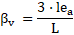 βᵥ = (3 · leₐ) / L